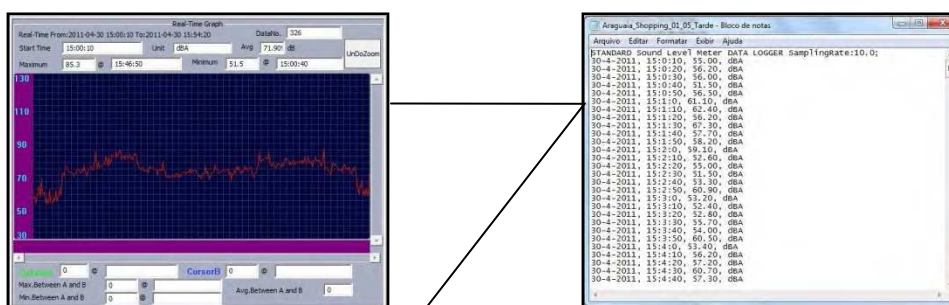 Real-Time Graph
Real-Time From:2011-04-30 15:00:10 To:2011-04-30 15:54:20 DataNo. 326
Start Time 15:00:10 Unit dBA Avg 71.90 dB
UnDoZoom
Maximum 85.3 @ 15:46:50 Minimum 51.5 @ 15:00:40
130
110
90
70
50
30
0 @ CursorB 0 @
Max.Between A and B 0 @
Avg.Between A and B 0
Min.Between A and B 0 @
Araguaia_Shopping_01_05_Tarde - Bloco de notas
Arquivo Editar Formatar Exibir Ajuda
STANDARD Sound Level Meter DATA LOGGER SamplingRate:10.0;
30-4-2011, 15:0:10, 55.00, dBA
30-4-2011, 15:0:20, 56.20, dBA
30-4-2011, 15:0:30, 56.00, dBA
30-4-2011, 15:0:40, 51.50, dBA
30-4-2011, 15:0:50, 56.50, dBA
30-4-2011, 15:1:0, 61.10, dBA
30-4-2011, 15:1:10, 62.40, dBA
30-4-2011, 15:1:20, 56.20, dBA
30-4-2011, 15:1:30, 67.30, dBA
30-4-2011, 15:1:40, 57.70, dBA
30-4-2011, 15:1:50, 58.20, dBA
30-4-2011, 15:2:0, 59.10, dBA
30-4-2011, 15:2:10, 52.60, dBA
30-4-2011, 15:2:20, 55.00, dBA
30-4-2011, 15:2:30, 51.50, dBA
30-4-2011, 15:2:40, 53.30, dBA
30-4-2011, 15:2:50, 60.90, dBA
30-4-2011, 15:3:0, 53.20, dBA
30-4-2011, 15:3:10, 52.40, dBA
30-4-2011, 15:3:20, 52.80, dBA
30-4-2011, 15:3:30, 55.70, dBA
30-4-2011, 15:3:40, 54.00, dBA
30-4-2011, 15:3:50, 60.50, dBA
30-4-2011, 15:4:0, 53.40, dBA
30-4-2011, 15:4:10, 56.20, dBA
30-4-2011, 15:4:20, 57.20, dBA
30-4-2011, 15:4:30, 60.70, dBA
30-4-2011, 15:4:40, 57.30, dBA